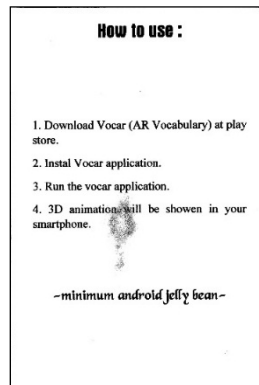 How to use :
1. Download Vocar (AR Vocabulary) at play
store.
2. Instal Vocar application.
3. Run the vocar application.
4. 3D animation will be showen in your
smartphone.
~minimum android jelly bean~